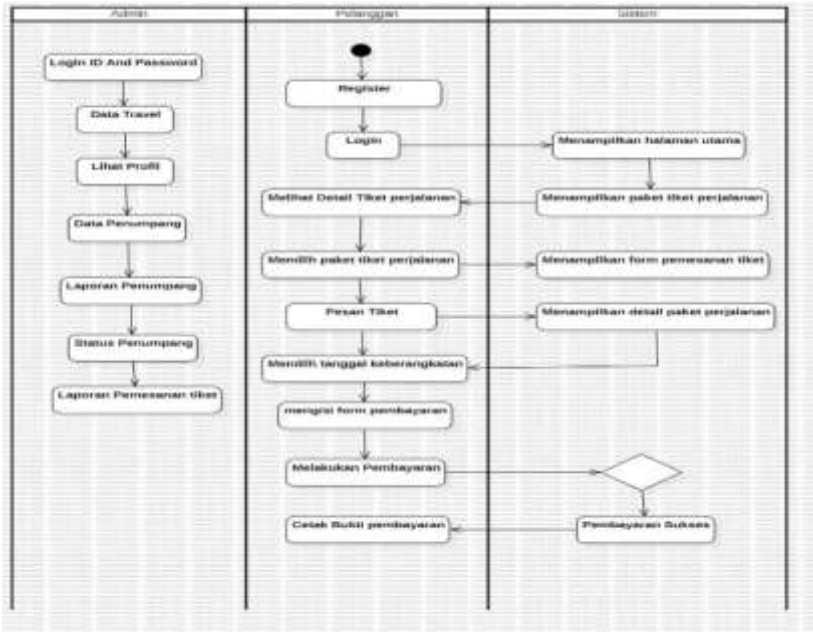 Admin
Pelanggan
Sistem
Login ID And Password
Data Travel
Lihat Profil
Data Penumpang
Laporan Penumpang
Status Penumpang
Laporan Pemesanan tiket
Register
Login
Melihat Detail Tiket perjalanan
Memilih paket tiket perjalanan
Pesan Tiket
Memilih tanggal keberangkatan
mengisi form pembayaran
Melakukan Pembayaran
Cetak Bukti pembayaran
Menampilkan halaman utama
Menampilkan paket tiket perjalanan
Menampilkan form pemesanan tiket
Menampilkan detail paket perjalanan
Pembayaran Sukses